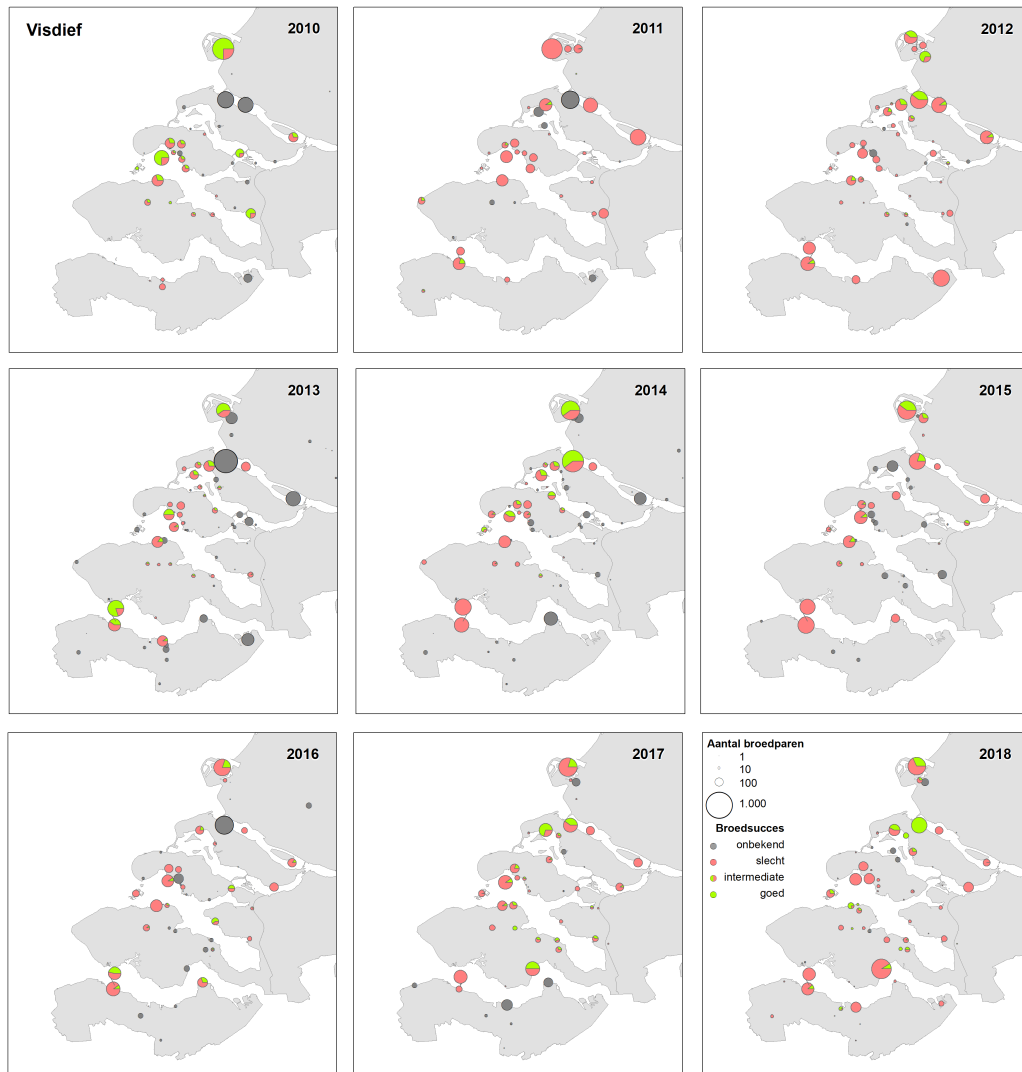 Visdief
2010
2011
2012
2013
2014
2015
2016
2017
2018
Aantal broedparen
1
10
100
1.000
Broedsucces
onbekend
slecht
intermediate
goed